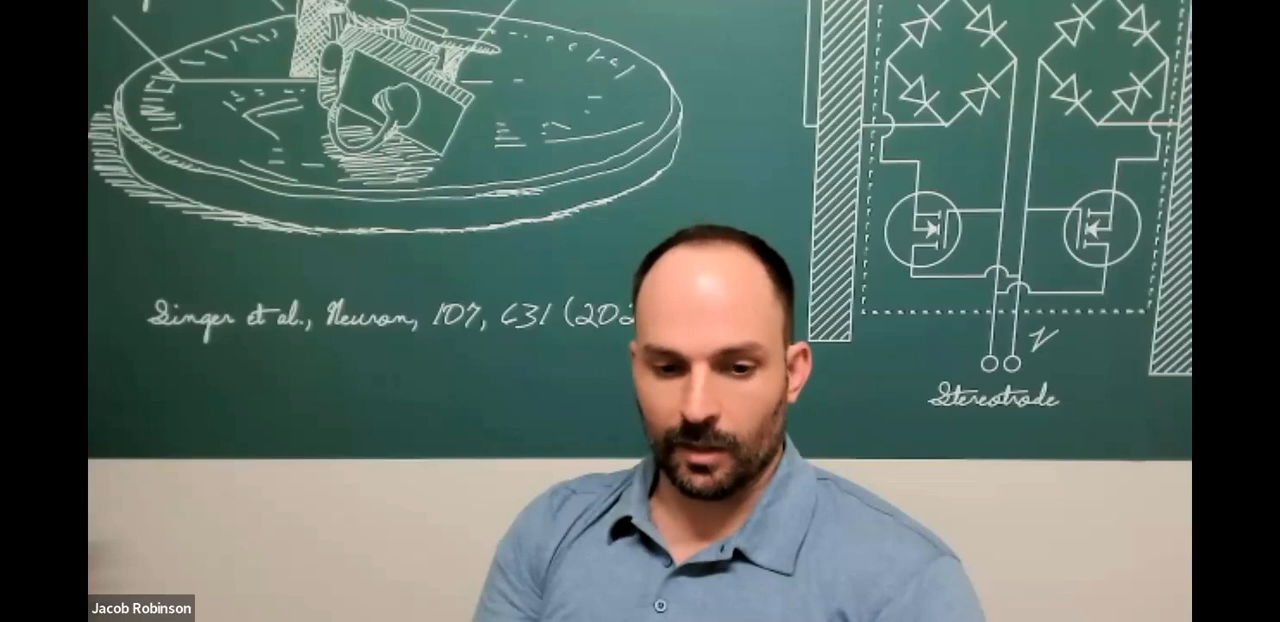 Singer et al., Neuron, 107, 631 (202
Stereotrode
Jacob Robinson